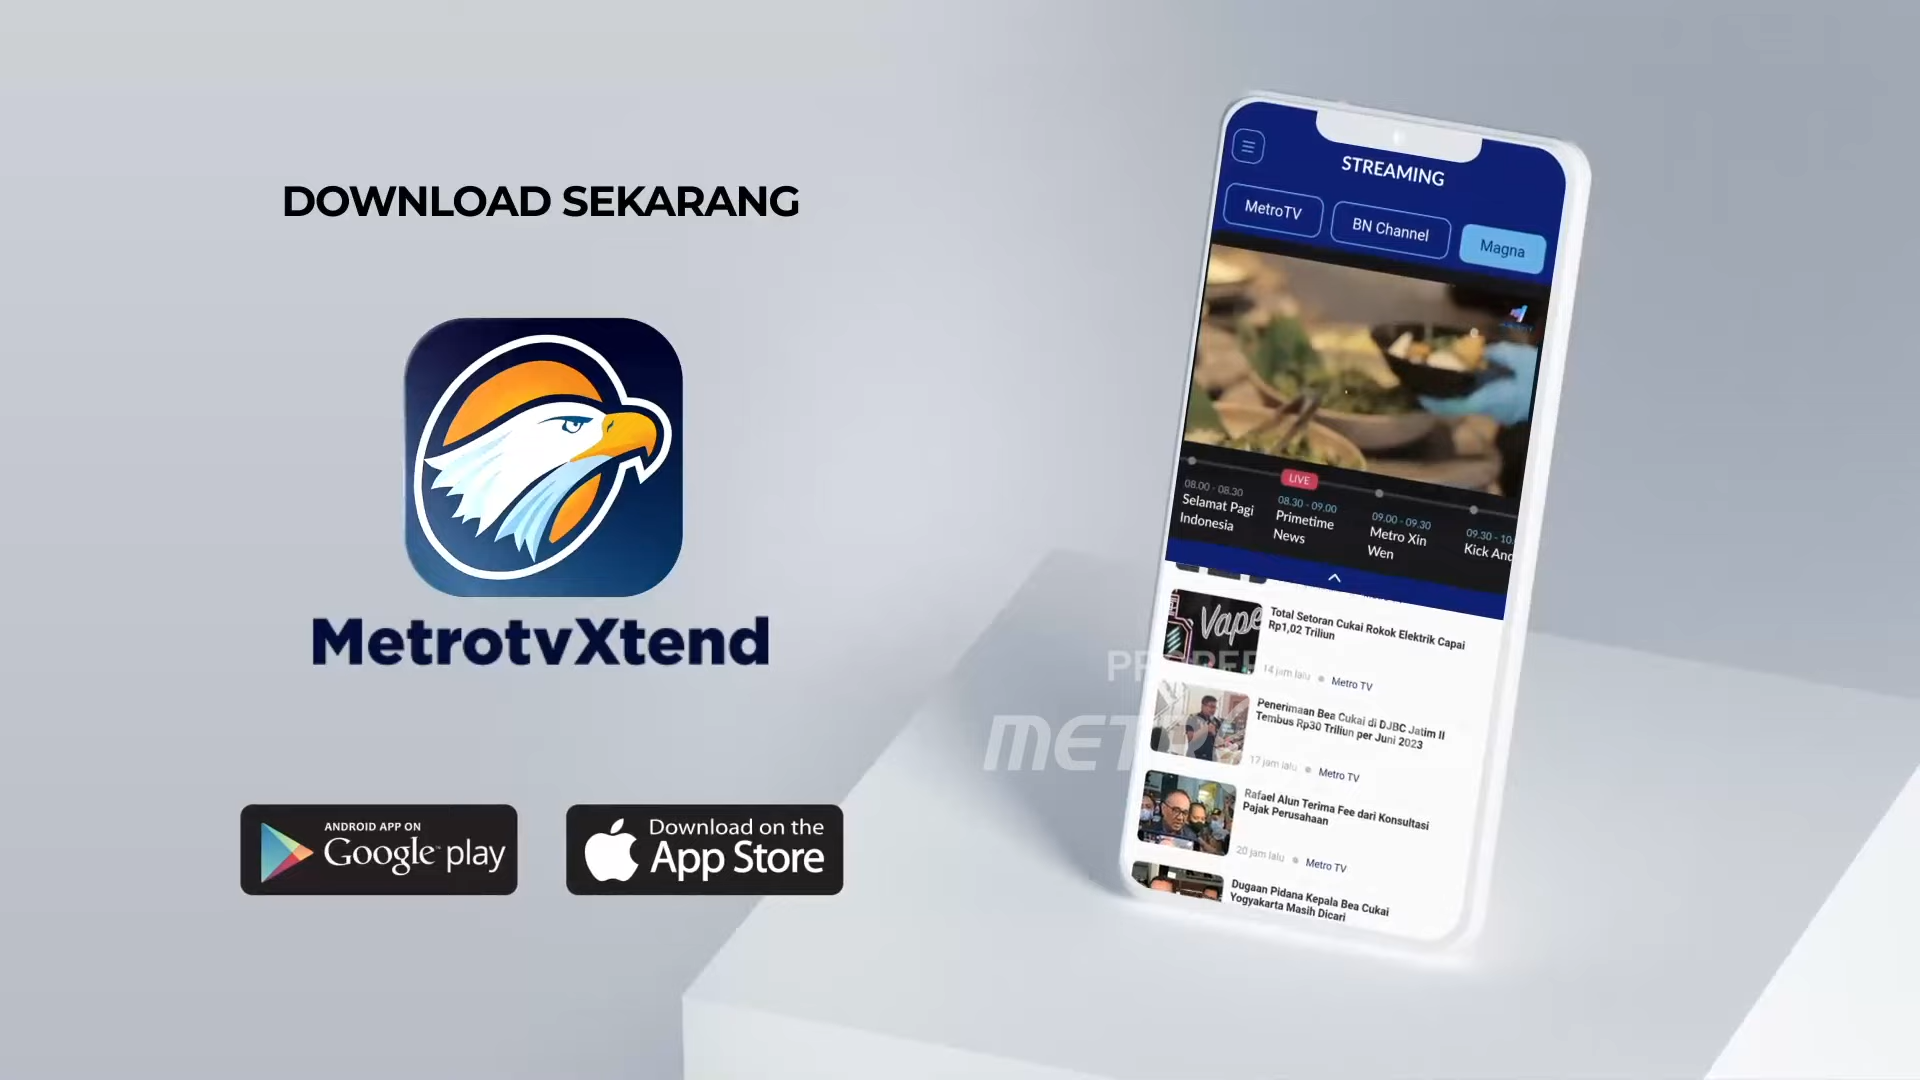 DOWNLOAD SEKARANG
MetrotvXtend
ANDROID APP ON
Google play
Download on the
App Store
STREAMING
MetroTV
BN Channel
Magna
LIVE
08.00 - 08.30
Selamat Pagi
Indonesia
08.30 - 09.00
Primetime
News
09.00 - 09.30
Metro Xin
Wen
09.30 - 10:
Kick And
Vape
Total Setoran Cukai Rokok Elektrik Capai
Rp1,02 Triliun
14 jam lalu
Metro TV
Penerimaan Bea Cukai di DJBC Jatim II
Tembus Rp30 Triliun per Juni 2023
17 jam lalu
Metro TV
Rafael Alun Terima Fee dari Konsultasi
Pajak Perusahaan
20 jam lalu
Metro TV
Dugaan Pidana Kepala Bea Cukai
Yogyakarta Masih Dicari